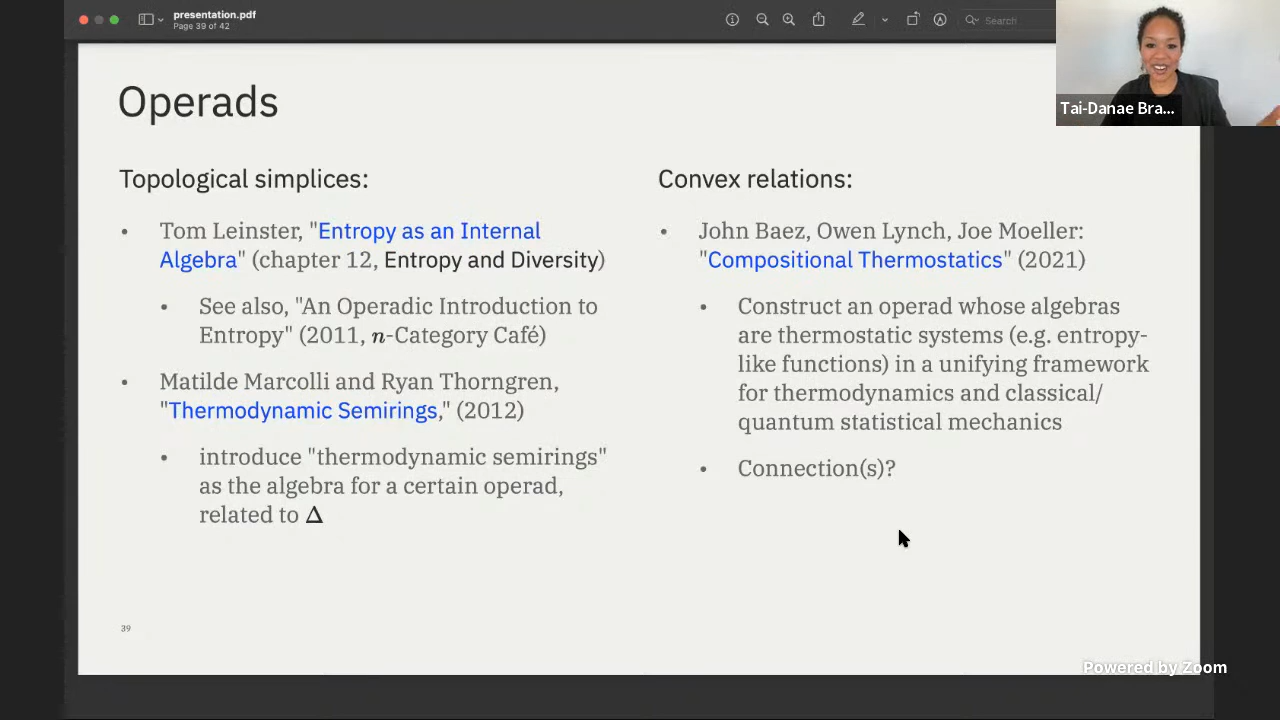 presentation.pdf
Page 39 of 42
Search
Tai-Danae Bra...
Operads
Topological simplices:
• Tom Leinster, "Entropy as an Internal
Algebra" (chapter 12, Entropy and Diversity)
• See also, "An Operadic Introduction to
Entropy" (2011, n-Category Café)
• Matilde Marcolli and Ryan Thorngren,
"Thermodynamic Semirings," (2012)
• introduce "thermodynamic semirings"
as the algebra for a certain operad,
related to Δ
Convex relations:
• John Baez, Owen Lynch, Joe Moeller:
"Compositional Thermostatics" (2021)
• Construct an operad whose algebras
are thermostatic systems (e.g. entropy-
like functions) in a unifying framework
for thermodynamics and classical/
quantum statistical mechanics
• Connection(s)?
39
Powered by Zoom